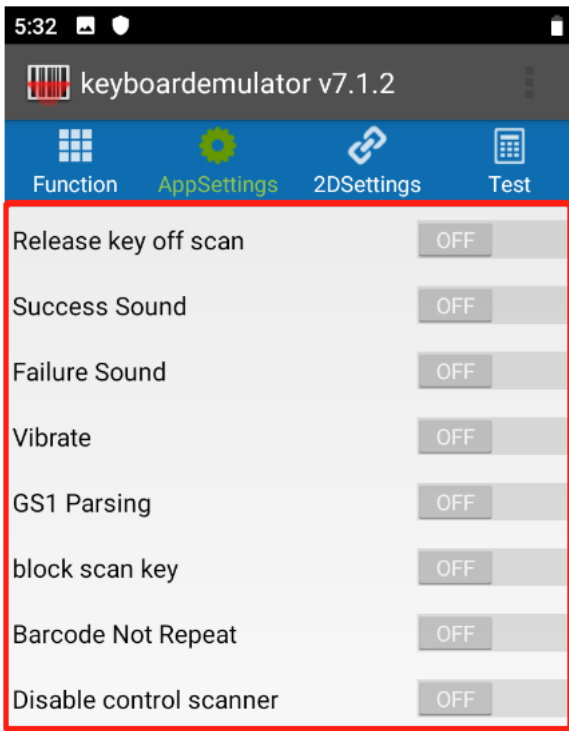 5:32
keyboardemulator v7.1.2
Function AppSettings 2DSettings Test
Release key off scan OFF
Success Sound OFF
Failure Sound OFF
Vibrate OFF
GS1 Parsing OFF
block scan key OFF
Barcode Not Repeat OFF
Disable control scanner OFF